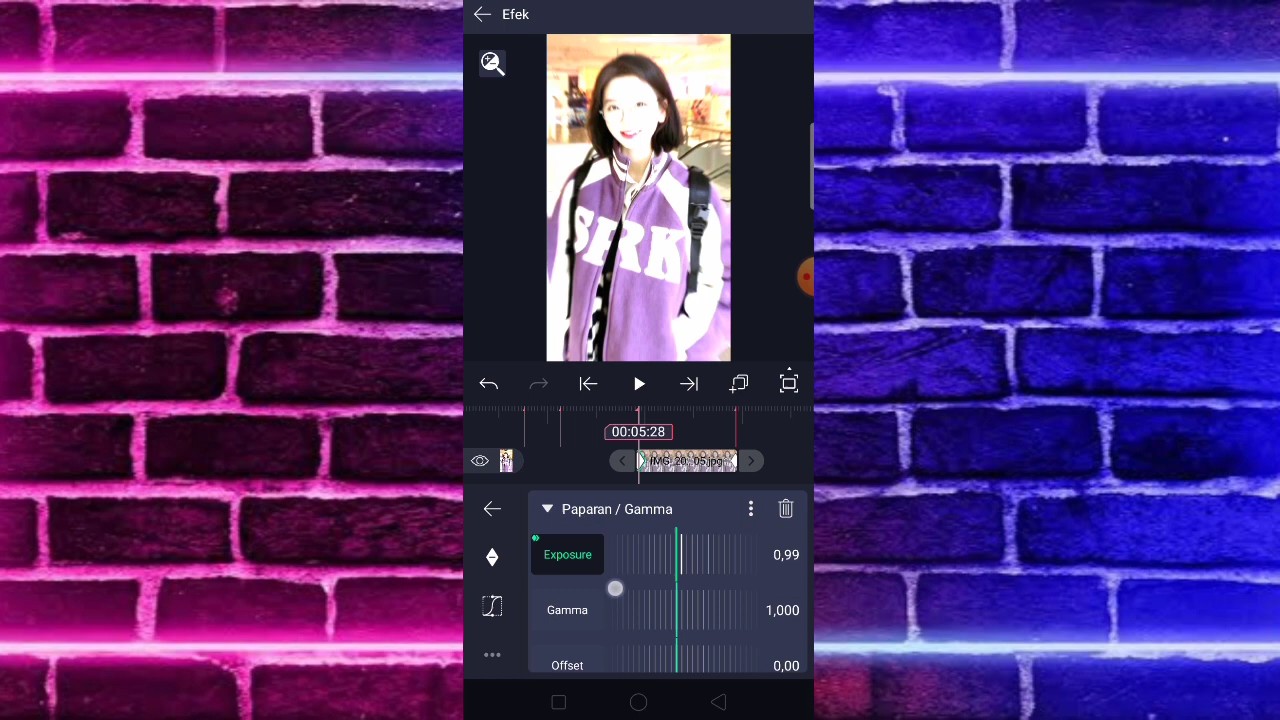 Efek
SRK
00:05:28
IMG_20...05.jpg
Paparan / Gamma
Exposure
0,99
Gamma
1,000
Offset
0,00